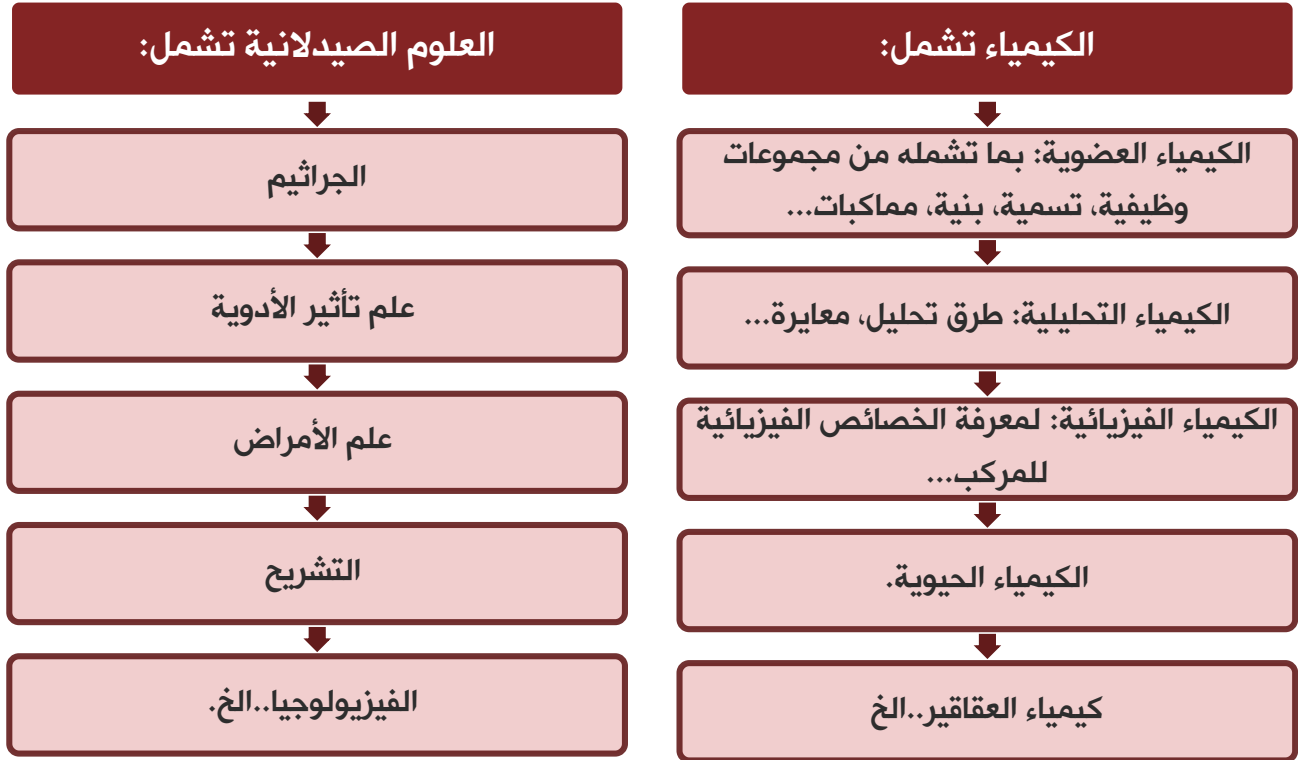 الكيمياء تشمل:
الكيمياء العضوية: بما تشمله من مجموعات
وظيفية، تسمية، بنية، مماكبات...
الكيمياء التحليلية: طرق تحليل، معايرة...
الكيمياء الفيزيائية: لمعرفة الخصائص الفيزيائية
للمركب...
الكيمياء الحيوية.
كيمياء العقاقير..الخ
العلوم الصيدلانية تشمل:
الجراثيم
علم تأثير الأدوية
علم الأمراض
التشريح
الفيزيولوجيا..الخ.